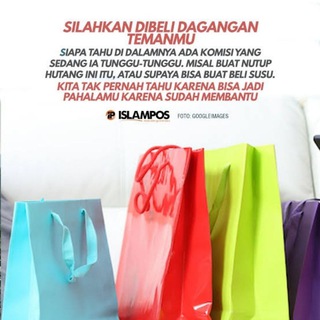 SILAHKAN DIBELI DAGANGAN
TEMANMU
SIAPA TAHU DI DALAMNYA ADA KOMISI YANG
SEDANG IA TUNGGU-TUNGGU. MISAL BUAT NUTUP
HUTANG INI ITU, ATAU SUPAYA BISA BUAT BELI SUSU.
KITA TAK PERNAH TAHU KARENA BISA JADI
PAHALAMU KARENA SUDAH MEMBANTU
ISLAMPOS
FOTO: GOOGLEIMAGES